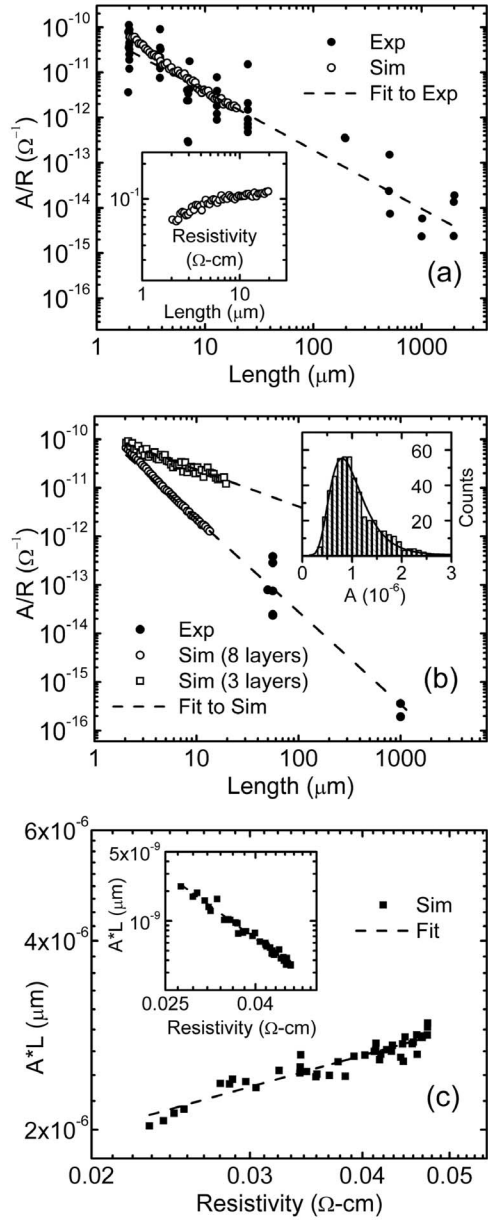 10⁻¹⁰
10⁻¹¹
10⁻¹²
10⁻¹³
10⁻¹⁴
10⁻¹⁵
10⁻¹⁶
A/R (Ω⁻¹)
Exp
Sim
Fit to Exp
10⁻¹
Resistivity
(Ω-cm)
1 10
Length (μm)
(a)
1 10 100 1000
Length (μm)
10⁻¹⁰
10⁻¹¹
10⁻¹²
10⁻¹³
10⁻¹⁴
10⁻¹⁵
10⁻¹⁶
A/R (Ω⁻¹)
60
40
20
Counts
0 1 2 3
A (10⁻⁶)
Exp
Sim (8 layers)
Sim (3 layers)
Fit to Sim
(b)
1 10 100 1000
Length (μm)
6x10⁻⁶
4x10⁻⁶
2x10⁻⁶
A*L (μm)
5x10⁻⁹
10⁻⁹
A*L (μm)
0.025 0.04
Resistivity (Ω-cm)
Sim
Fit
(c)
0.02 0.03 0.04 0.05
Resistivity (Ω-cm)